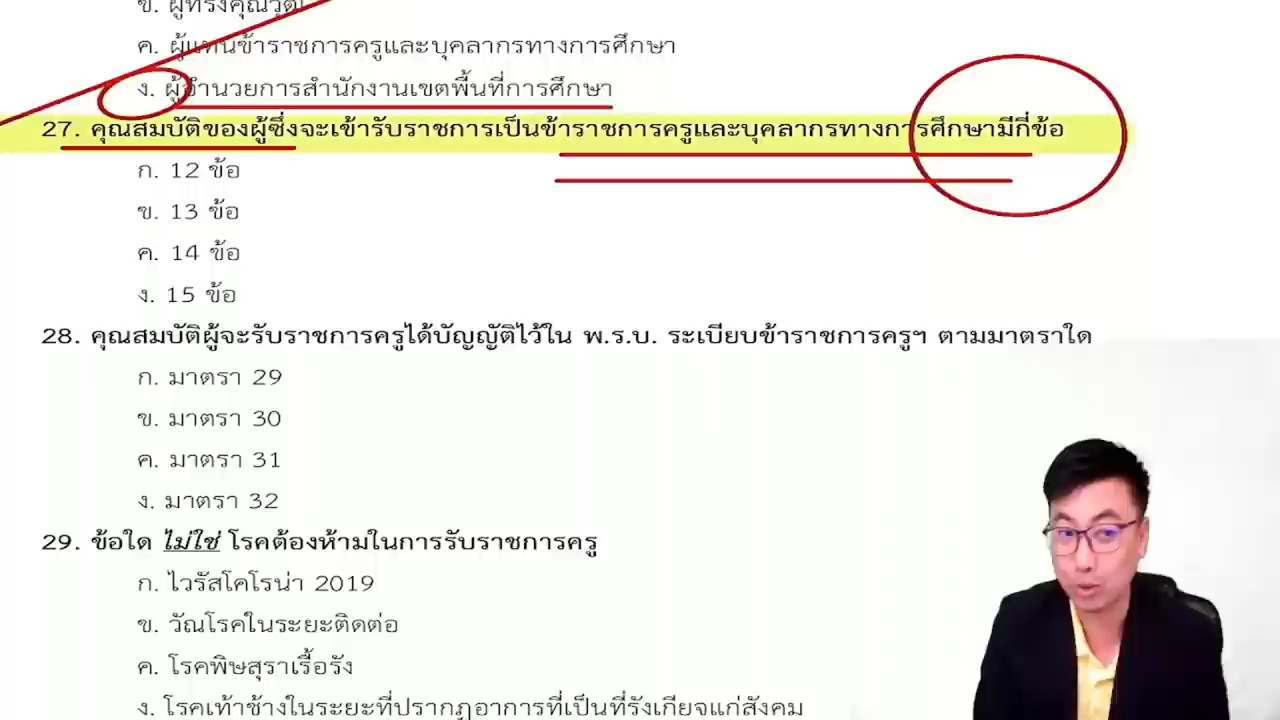 ข. ผู้ทรงคุณวุฒิ
ค. ผู้แทนข้าราชการครูและบุคลากรทางการศึกษา
ง. ผู้อำนวยการสำนักงานเขตพื้นที่การศึกษา
27. คุณสมบัติของผู้ซึ่งจะเข้ารับราชการเป็นข้าราชการครูและบุคลากรทางการศึกษามีกี่ข้อ
ก. 12 ข้อ
ข. 13 ข้อ
ค. 14 ข้อ
ง. 15 ข้อ
28. คุณสมบัติผู้จะรับราชการครูได้บัญญัติไว้ใน พ.ร.บ. ระเบียบข้าราชการครูฯ ตามมาตราใด
ก. มาตรา 29
ข. มาตรา 30
ค. มาตรา 31
ง. มาตรา 32
29. ข้อใด ไม่ใช่ โรคต้องห้ามในการรับราชการครู
ก. ไวรัสโคโรน่า 2019
ข. วัณโรคในระยะติดต่อ
ค. โรคพิษสุราเรื้อรัง
ง. โรคเท้าช้างในระยะที่ปรากฏอาการที่เป็นที่รังเกียจแก่สังคม